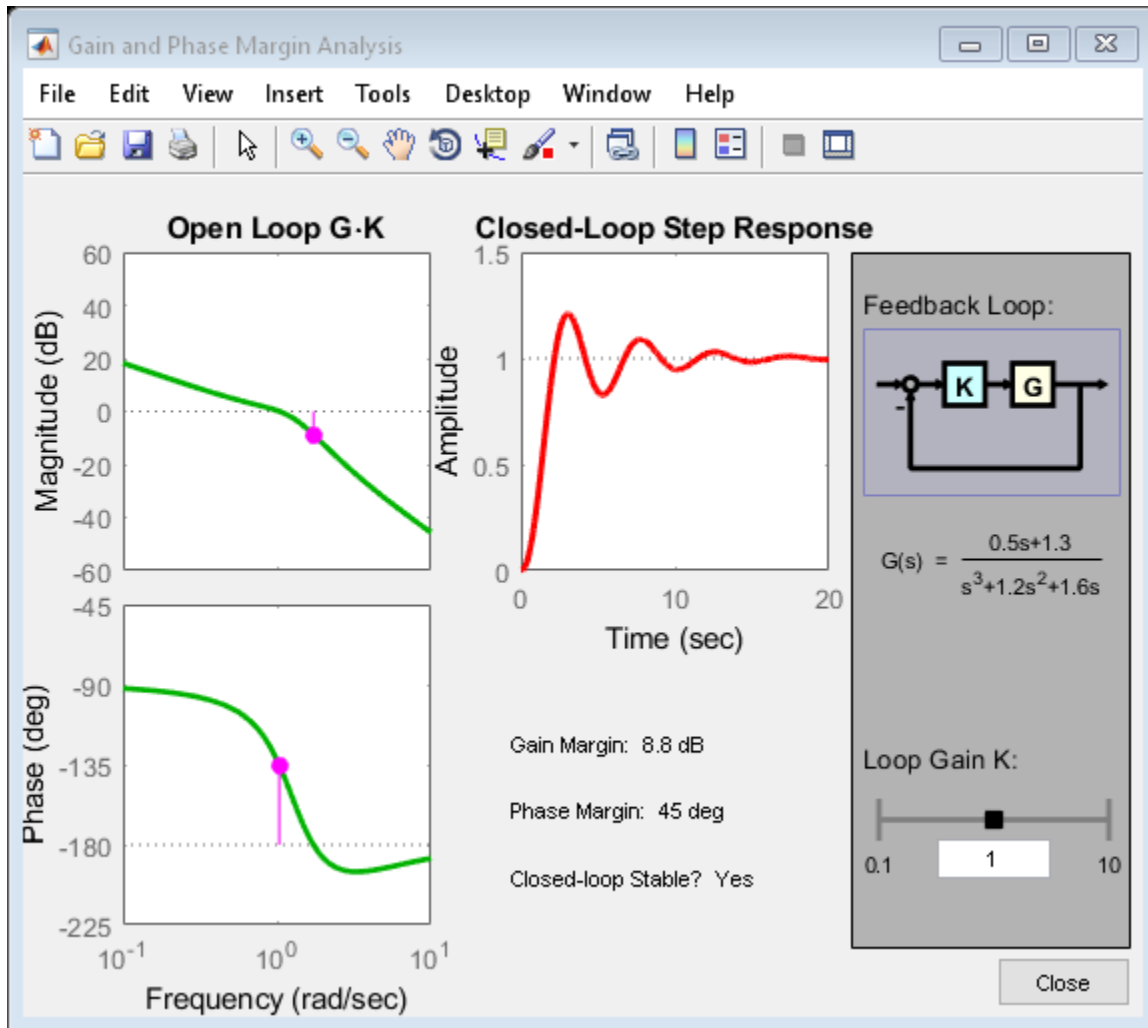 Gain and Phase Margin Analysis
File Edit View Insert Tools Desktop Window Help
Open Loop G·K
60
40
20
0
-20
-40
-60
Magnitude (dB)
-45
-90
-135
-180
-225
Phase (deg)
10^-1 10^0 10^1
Frequency (rad/sec)
Closed-Loop Step Response
1.5
1
0.5
0
Amplitude
0 10 20
Time (sec)
Gain Margin: 8.8 dB
Phase Margin: 45 deg
Closed-loop Stable? Yes
Feedback Loop:
- K G
0.5s+1.3
G(s) =
s^3+1.2s^2+1.6s
Loop Gain K:
0.1 1 10
Close